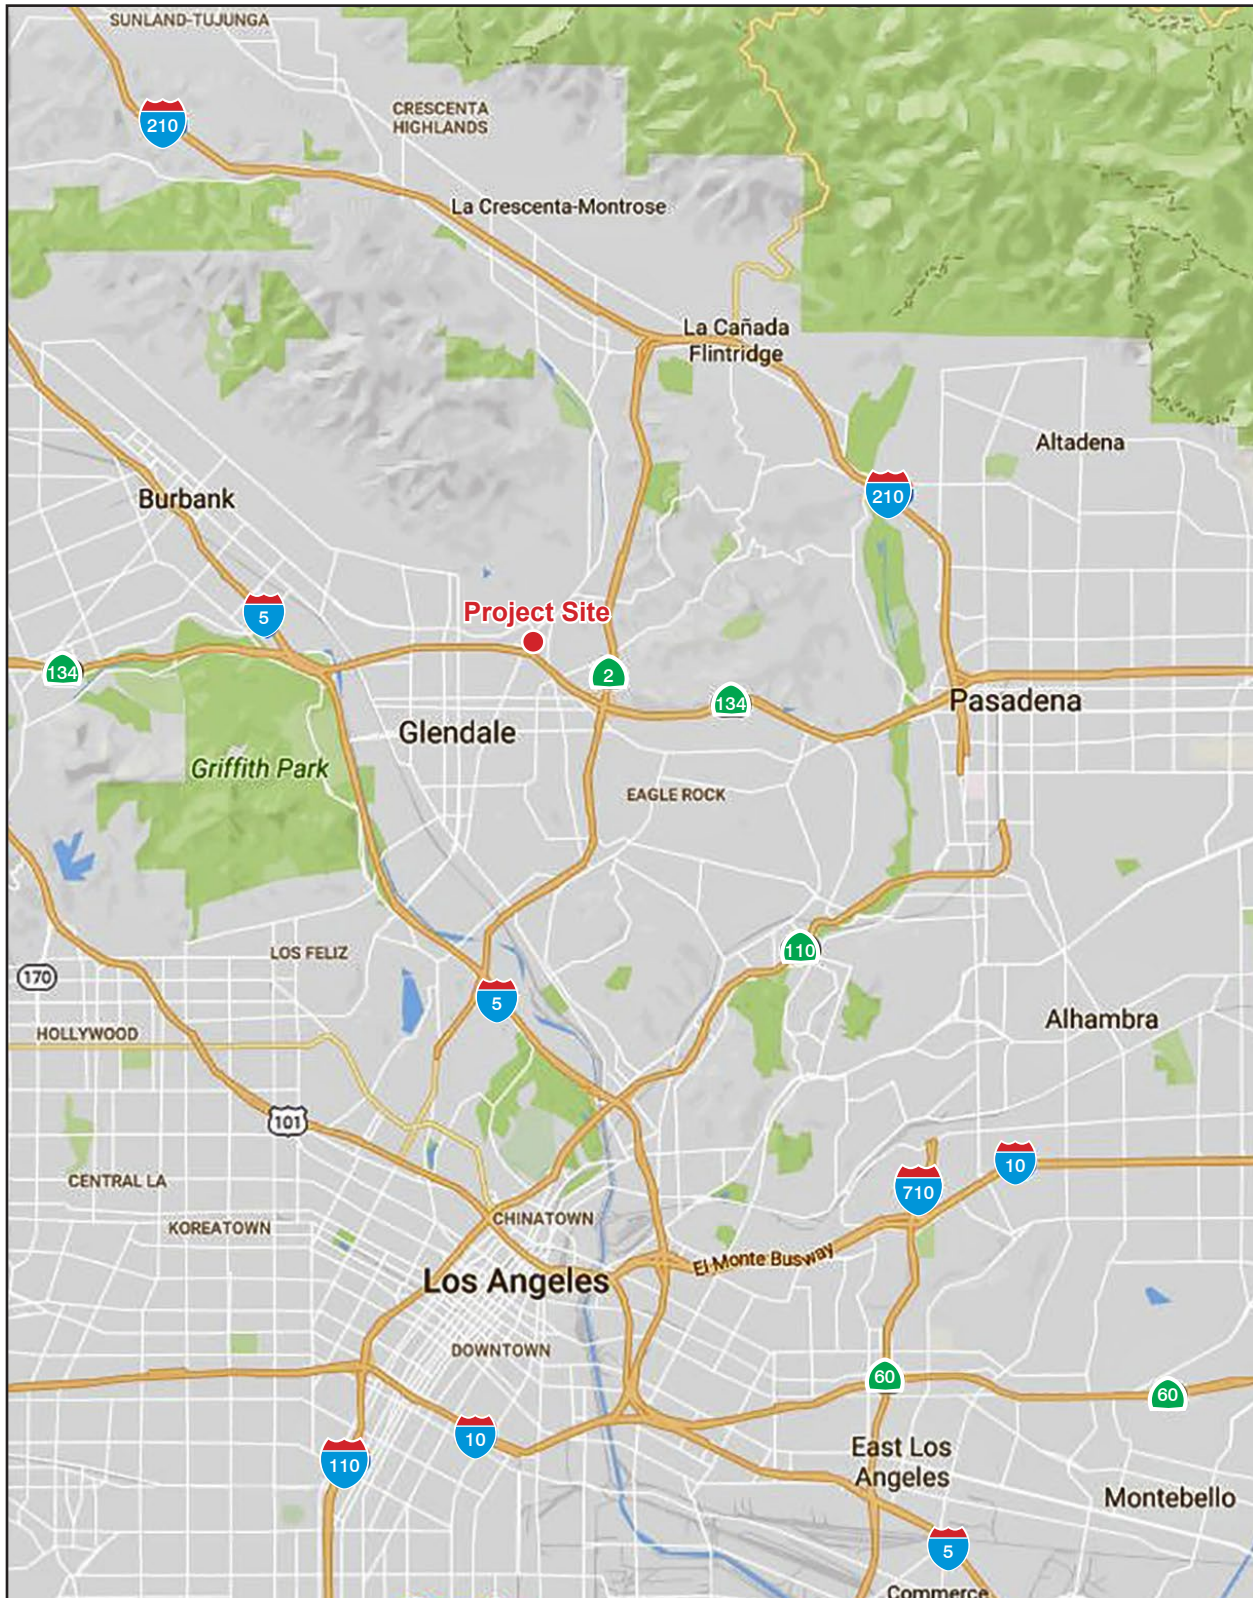 SUNLAND-TUJUNGA
CRESCENTA
HIGHLANDS
210
La Crescenta-Montrose
La Cañada
Flintridge
Altadena
Burbank
210
5
Project Site
134
2
134
Pasadena
Glendale
Griffith Park
EAGLE ROCK
LOS FELIZ
110
170
5
HOLLYWOOD
Alhambra
101
10
CENTRAL LA
710
KOREATOWN
CHINATOWN
El Monte Busway
Los Angeles
DOWNTOWN
60
60
10
East Los
Angeles
110
Montebello
5
Commerce